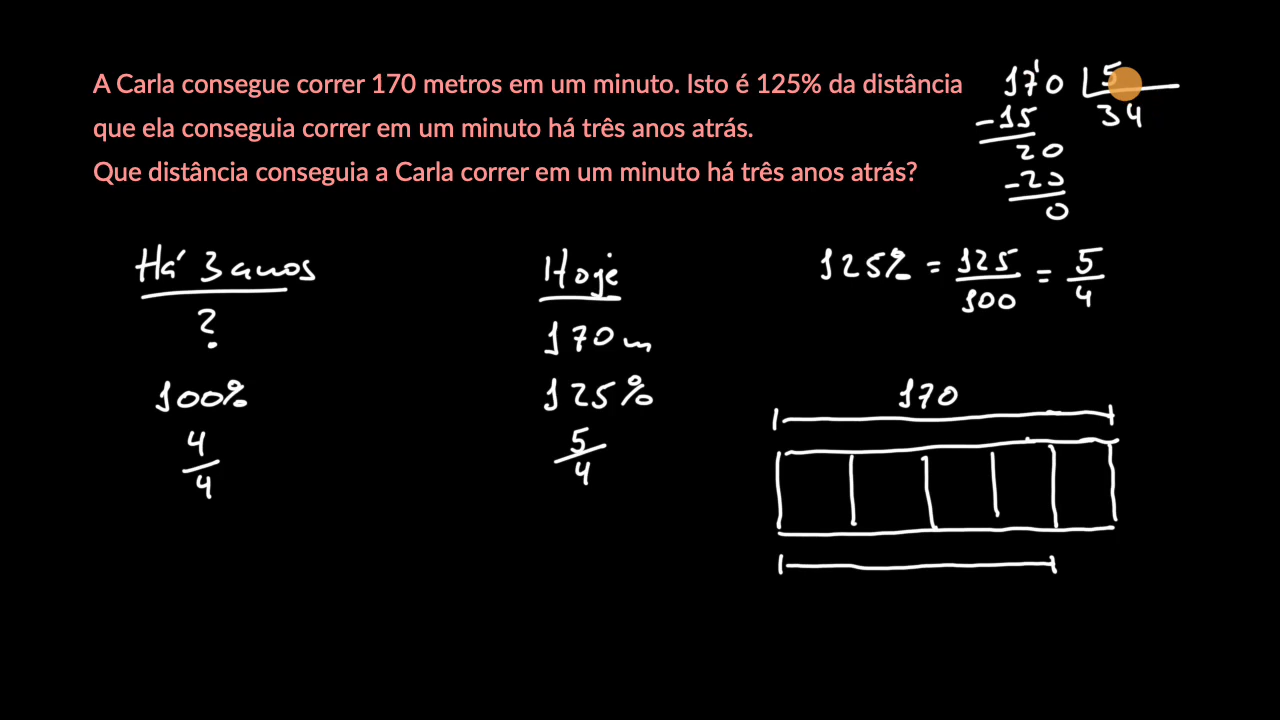 A Carla consegue correr 170 metros em um minuto. Isto é 125% da distância
que ela conseguia correr em um minuto há três anos atrás.
Que distância conseguia a Carla correr em um minuto há três anos atrás?
170 5
-15 34
20
-20
0
Há 3 anos
?
100%
4/4
Hoje
170 m
125%
5/4
125% = 125/100 = 5/4
170